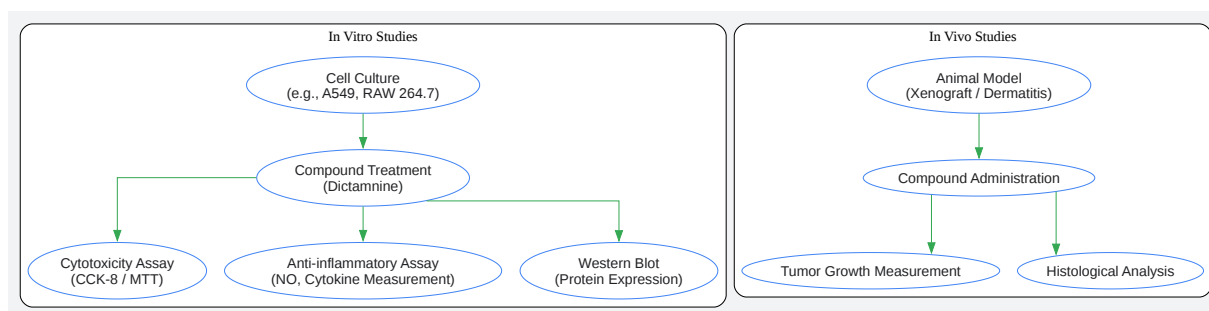 In Vitro Studies
Cell Culture
(e.g., A549, RAW 264.7)
Compound Treatment
(Dictamnine)
Cytotoxicity Assay
(CCK-8 / MTT)
Anti-inflammatory Assay
(NO, Cytokine Measurement)
Western Blot
(Protein Expression)
In Vivo Studies
Animal Model
(Xenograft / Dermatitis)
Compound Administration
Tumor Growth Measurement
Histological Analysis